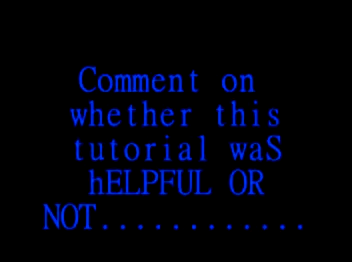 Comment on
whether this
tutorial waS
hELPFUL OR
NOT............